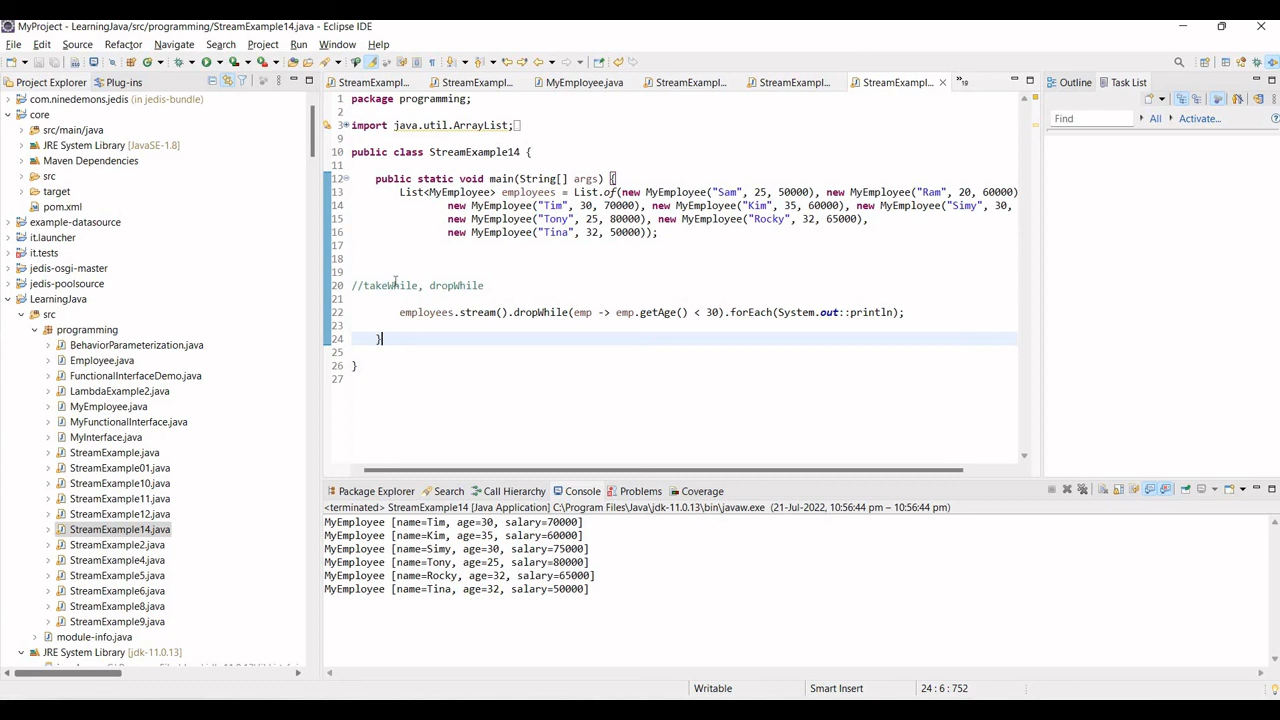 MyProject - LearningJava/src/programming/StreamExample14.java - Eclipse IDE
File Edit Source Refactor Navigate Search Project Run Window Help
Project Explorer Plug-ins
com.ninedemons.jedis (in jedis-bundle)
core
src/main/java
JRE System Library [JavaSE-1.8]
Maven Dependencies
src
target
pom.xml
example-datasource
it.launcher
it.tests
jedis-osgi-master
jedis-poolsource
LearningJava
src
programming
BehaviorParameterization.java
Employee.java
FunctionalInterfaceDemo.java
LambdaExample2.java
MyEmployee.java
MyFunctionalInterface.java
MyInterface.java
StreamExample.java
StreamExample01.java
StreamExample10.java
StreamExample11.java
StreamExample12.java
StreamExample14.java
StreamExample2.java
StreamExample4.java
StreamExample5.java
StreamExample6.java
StreamExample8.java
StreamExample9.java
module-info.java
JRE System Library [jdk-11.0.13]
StreamExampl... StreamExampl... MyEmployee.java StreamExampl... StreamExampl... StreamExampl... »19
1 package programming;
2
3 import java.util.ArrayList;
9
10 public class StreamExample14 {
11
12 public static void main(String[] args) {
13 List<MyEmployee> employees = List.of(new MyEmployee("Sam", 25, 50000), new MyEmployee("Ram", 20, 60000)
14 new MyEmployee("Tim", 30, 70000), new MyEmployee("Kim", 35, 60000), new MyEmployee("Simy", 30,
15 new MyEmployee("Tony", 25, 80000), new MyEmployee("Rocky", 32, 65000),
16 new MyEmployee("Tina", 32, 50000));
17
18
19
20 //takeWhile, dropWhile
21
22 employees.stream().dropWhile(emp -> emp.getAge() < 30).forEach(System.out::println);
23
24 }
25
26 }
27
Outline Task List
Find All Activate...
Package Explorer Search Call Hierarchy Console Problems Coverage
<terminated> StreamExample14 [Java Application] C:\Program Files\Java\jdk-11.0.13\bin\javaw.exe (21-Jul-2022, 10:56:44 pm – 10:56:44 pm)
MyEmployee [name=Tim, age=30, salary=70000]
MyEmployee [name=Kim, age=35, salary=60000]
MyEmployee [name=Simy, age=30, salary=75000]
MyEmployee [name=Tony, age=25, salary=80000]
MyEmployee [name=Rocky, age=32, salary=65000]
MyEmployee [name=Tina, age=32, salary=50000]
Writable Smart Insert 24 : 6 : 752